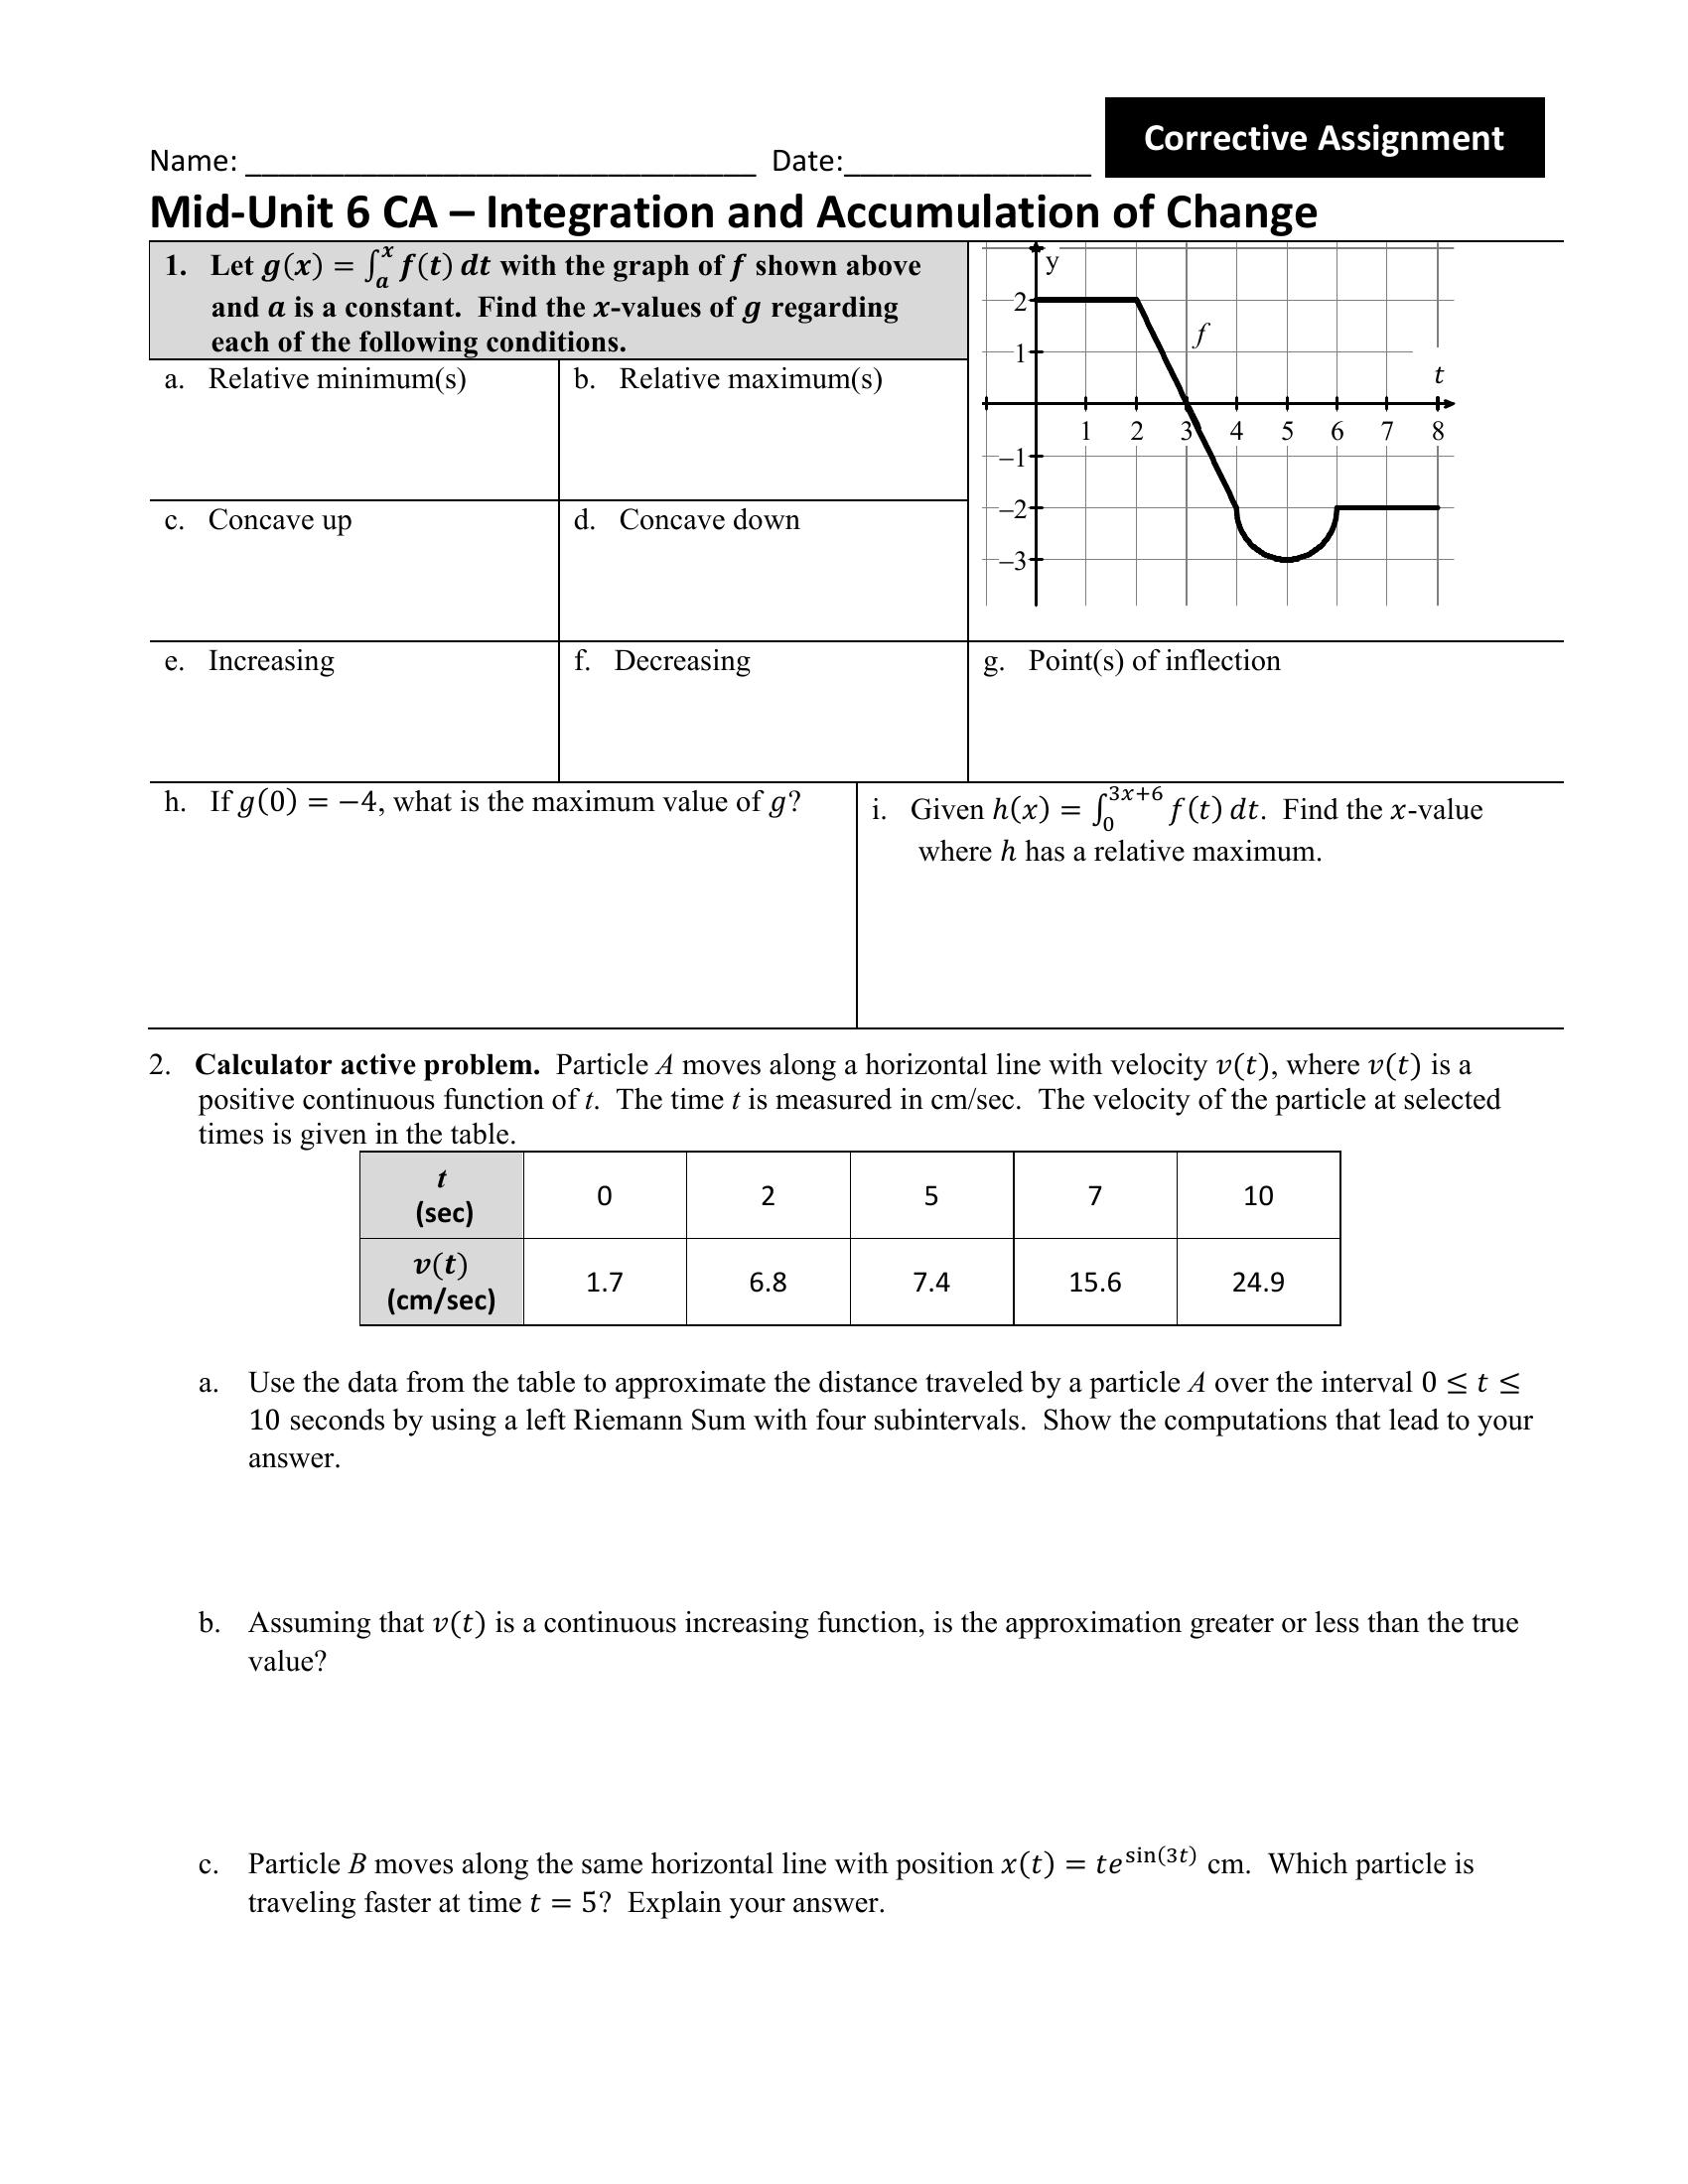 Corrective Assignment
Name: ________________________________ Date:________________
Mid-Unit 6 CA – Integration and Accumulation of Change
1. Let g(x) = ∫ₐˣ f(t) dt with the graph of f shown above
and a is a constant. Find the x-values of g regarding
each of the following conditions.
a. Relative minimum(s)
b. Relative maximum(s)
c. Concave up
d. Concave down
y
2
f
1
t
1 2 3 4 5 6 7 8
−1
−2
−3
e. Increasing
f. Decreasing
g. Point(s) of inflection
h. If g(0) = −4, what is the maximum value of g?
i. Given h(x) = ∫₀³ˣ⁺⁶ f(t) dt. Find the x-value
where h has a relative maximum.
2. Calculator active problem. Particle A moves along a horizontal line with velocity v(t), where v(t) is a
positive continuous function of t. The time t is measured in cm/sec. The velocity of the particle at selected
times is given in the table.
t
(sec)
0 2 5 7 10
v(t)
(cm/sec)
1.7 6.8 7.4 15.6 24.9
a. Use the data from the table to approximate the distance traveled by a particle A over the interval 0 ≤ t ≤
10 seconds by using a left Riemann Sum with four subintervals. Show the computations that lead to your
answer.
b. Assuming that v(t) is a continuous increasing function, is the approximation greater or less than the true
value?
c. Particle B moves along the same horizontal line with position x(t) = te^sin(3t) cm. Which particle is
traveling faster at time t = 5? Explain your answer.